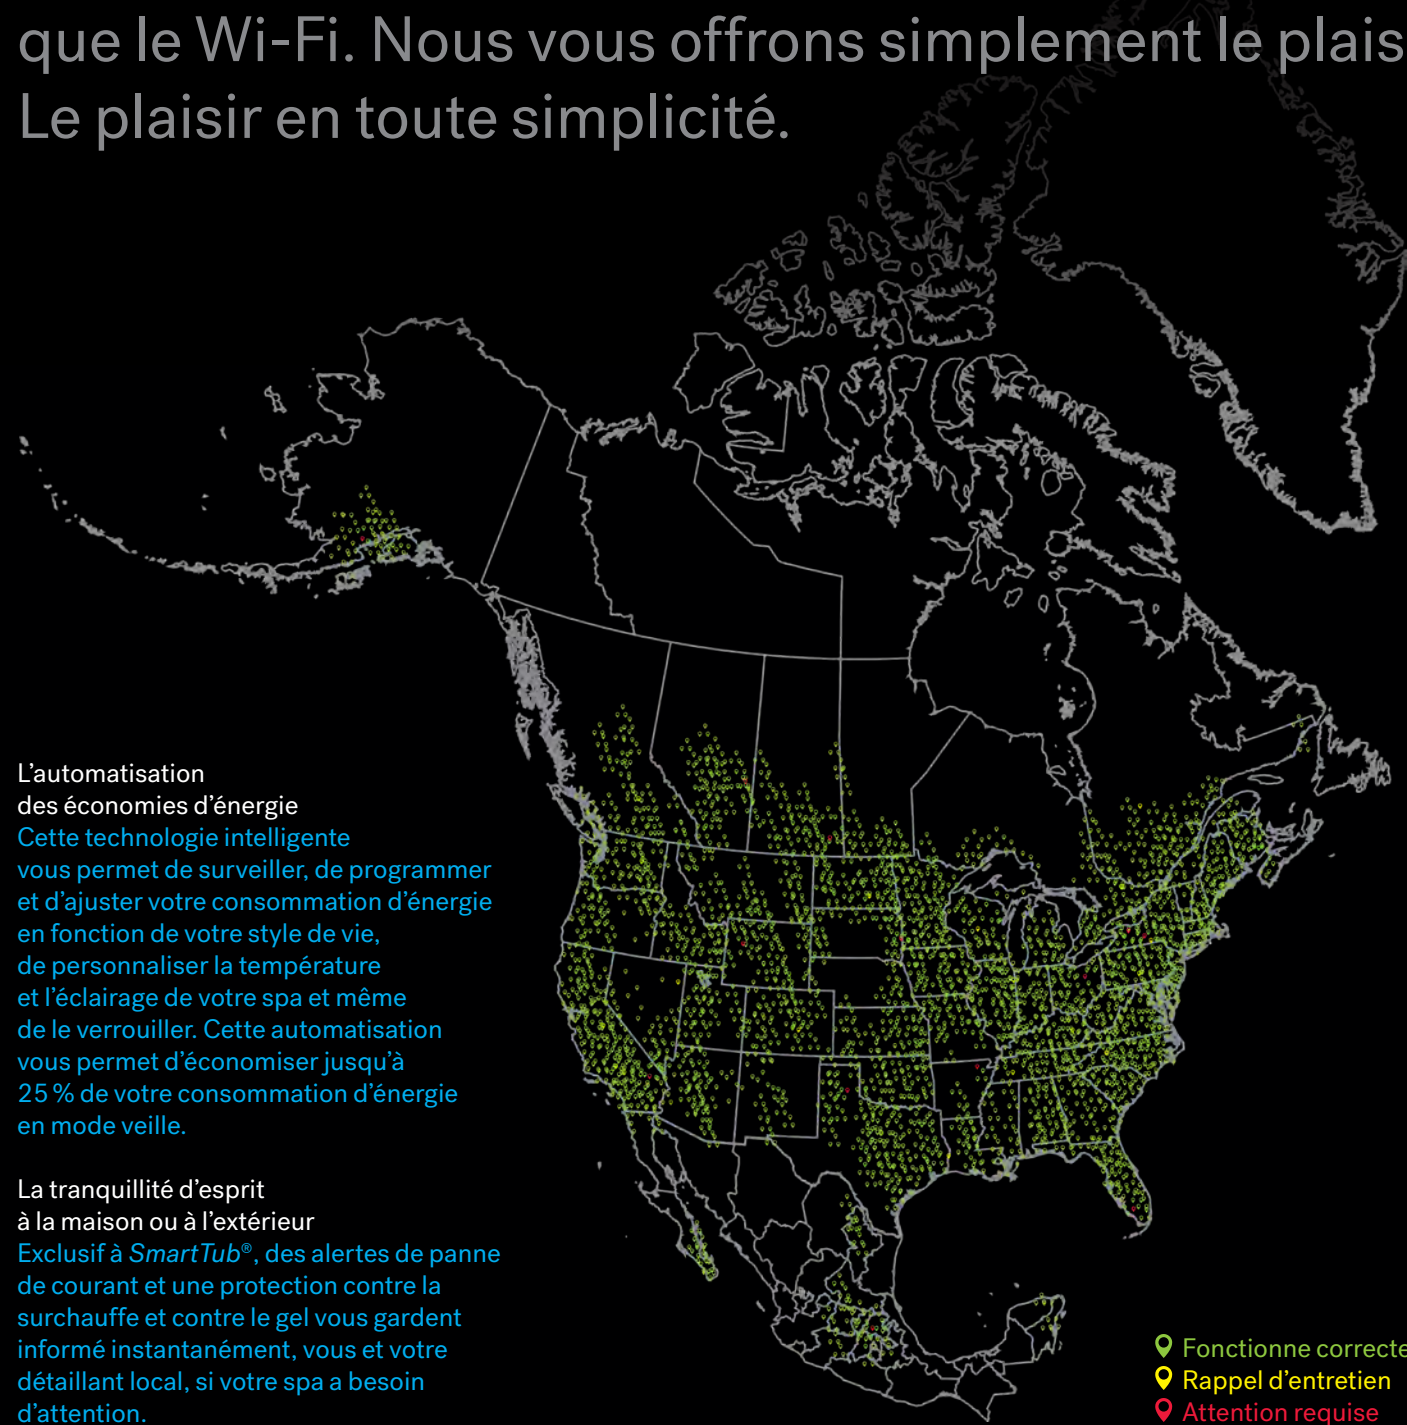 que le Wi-Fi. Nous vous offrons simplement le plais
Le plaisir en toute simplicité.
L’automatisation
des économies d’énergie
Cette technologie intelligente
vous permet de surveiller, de programmer
et d’ajuster votre consommation d’énergie
en fonction de votre style de vie,
de personnaliser la température
et l’éclairage de votre spa et même
de le verrouiller. Cette automatisation
vous permet d’économiser jusqu’à
25 % de votre consommation d’énergie
en mode veille.
La tranquillité d’esprit
à la maison ou à l’extérieur
Exclusif à SmartTub®, des alertes de panne
de courant et une protection contre la
surchauffe et contre le gel vous gardent
informé instantanément, vous et votre
détaillant local, si votre spa a besoin
d’attention.
Fonctionne correcte
Rappel d’entretien
Attention requise